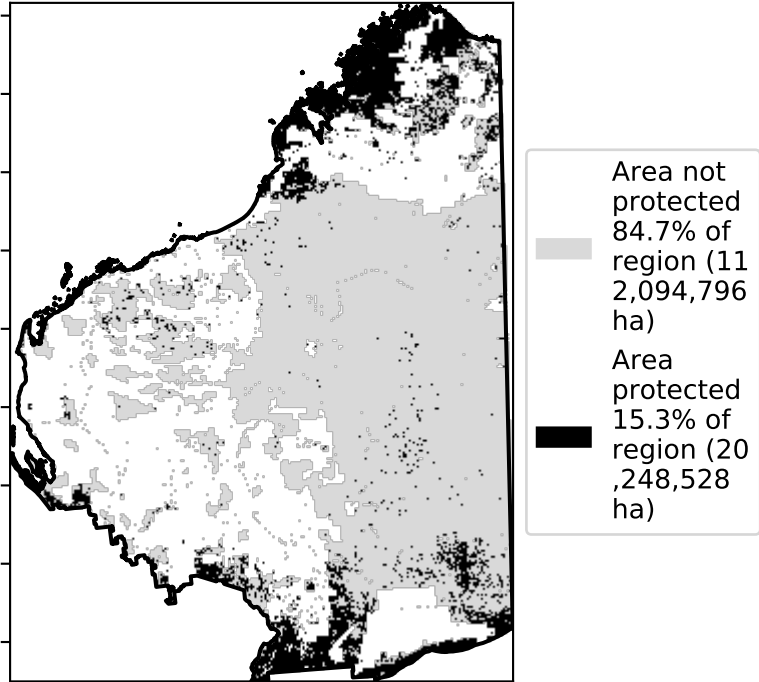 Area not
protected
84.7% of
region (11
2,094,796
ha)
Area
protected
15.3% of
region (20
,248,528
ha)